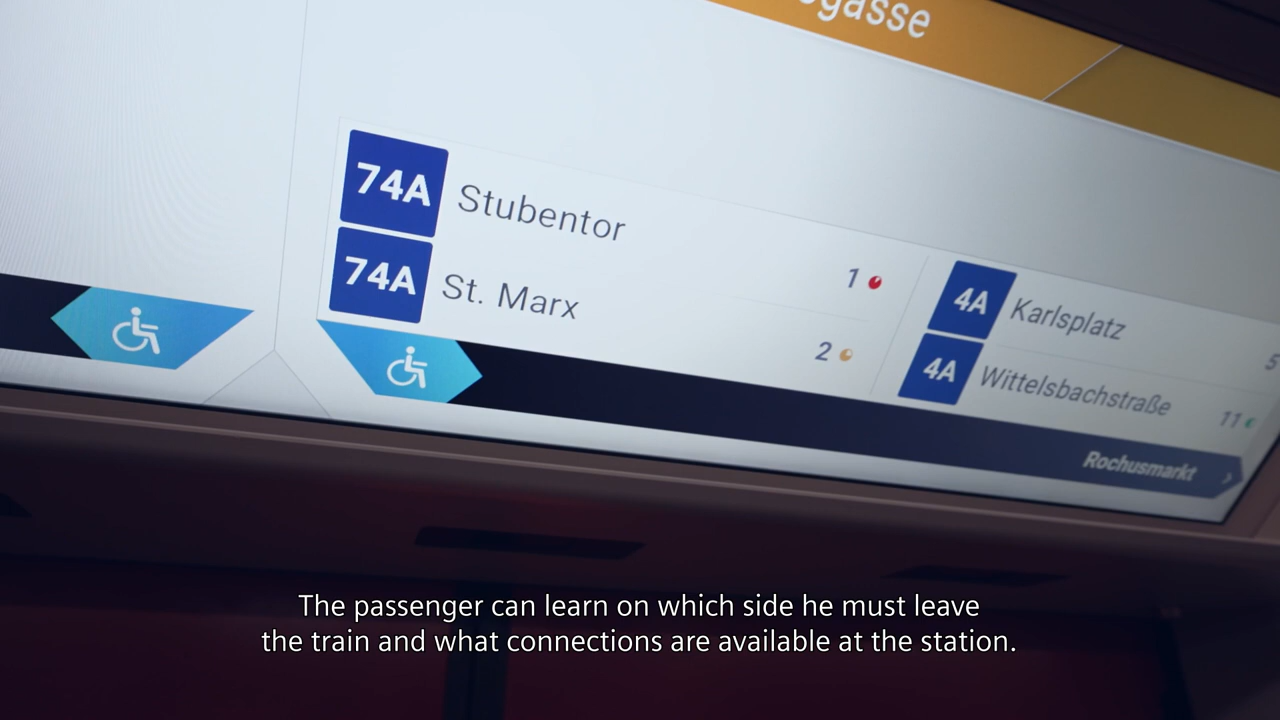 74A Stubentor 1
74A St. Marx 2
4A Karlsplatz 5
4A Wittelsbachstraße 11
Rochusmarkt
The passenger can learn on which side he must leave
the train and what connections are available at the station.